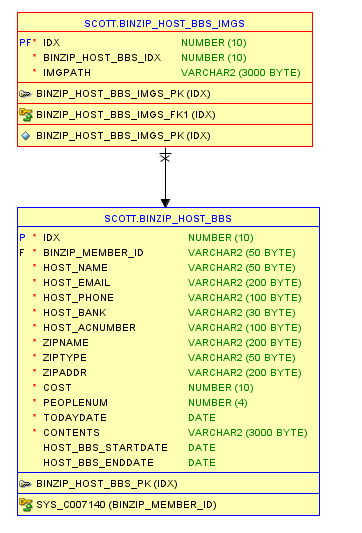 SCOTT.BINZIP_HOST_BBS_IMGS
PF* IDX NUMBER (10)
* BINZIP_HOST_BBS_IDX NUMBER (10)
* IMGPATH VARCHAR2 (3000 BYTE)
BINZIP_HOST_BBS_IMGS_PK (IDX)
BINZIP_HOST_BBS_IMGS_FK1 (IDX)
BINZIP_HOST_BBS_IMGS_PK (IDX)
SCOTT.BINZIP_HOST_BBS
P * IDX NUMBER (10)
F * BINZIP_MEMBER_ID VARCHAR2 (50 BYTE)
* HOST_NAME VARCHAR2 (50 BYTE)
* HOST_EMAIL VARCHAR2 (200 BYTE)
* HOST_PHONE VARCHAR2 (100 BYTE)
* HOST_BANK VARCHAR2 (30 BYTE)
* HOST_ACNUMBER VARCHAR2 (100 BYTE)
* ZIPNAME VARCHAR2 (200 BYTE)
* ZIPTYPE VARCHAR2 (50 BYTE)
* ZIPADDR VARCHAR2 (200 BYTE)
* COST NUMBER (10)
* PEOPLENUM NUMBER (4)
* TODAYDATE DATE
* CONTENTS VARCHAR2 (3000 BYTE)
HOST_BBS_STARTDATE DATE
HOST_BBS_ENDDATE DATE
BINZIP_HOST_BBS_PK (IDX)
SYS_C007140 (BINZIP_MEMBER_ID)